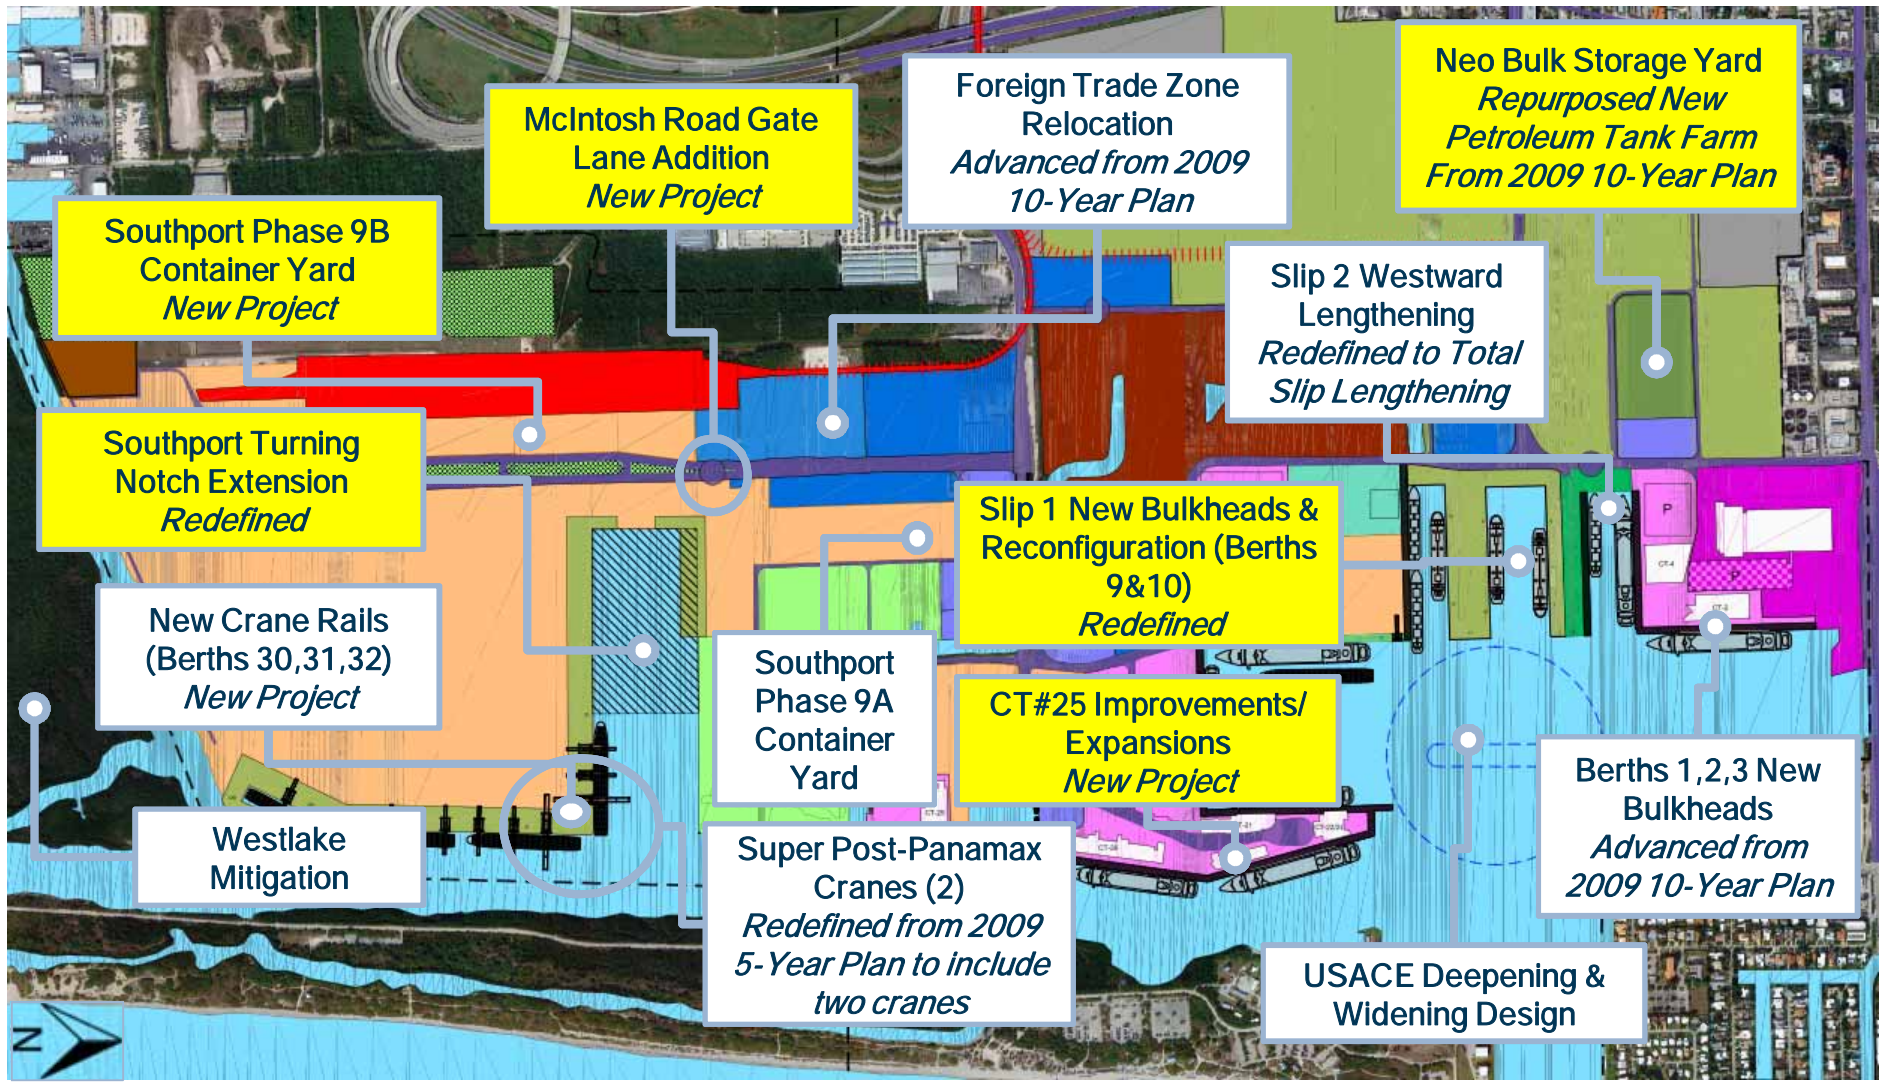 McIntosh Road Gate
Lane Addition
New Project
Foreign Trade Zone
Relocation
Advanced from 2009
10-Year Plan
Neo Bulk Storage Yard
Repurposed New
Petroleum Tank Farm
From 2009 10-Year Plan
Southport Phase 9B
Container Yard
New Project
Slip 2 Westward
Lengthening
Redefined to Total
Slip Lengthening
Southport Turning
Notch Extension
Redefined
Slip 1 New Bulkheads &
Reconfiguration (Berths
9&10)
Redefined
P
CT-4
P
CT-2
New Crane Rails
(Berths 30,31,32)
New Project
Southport
Phase 9A
Container
Yard
CT#25 Improvements/
Expansions
New Project
Berths 1,2,3 New
Bulkheads
Advanced from
2009 10-Year Plan
Westlake
Mitigation
Super Post-Panamax
Cranes (2)
Redefined from 2009
5-Year Plan to include
two cranes
USACE Deepening &
Widening Design
N